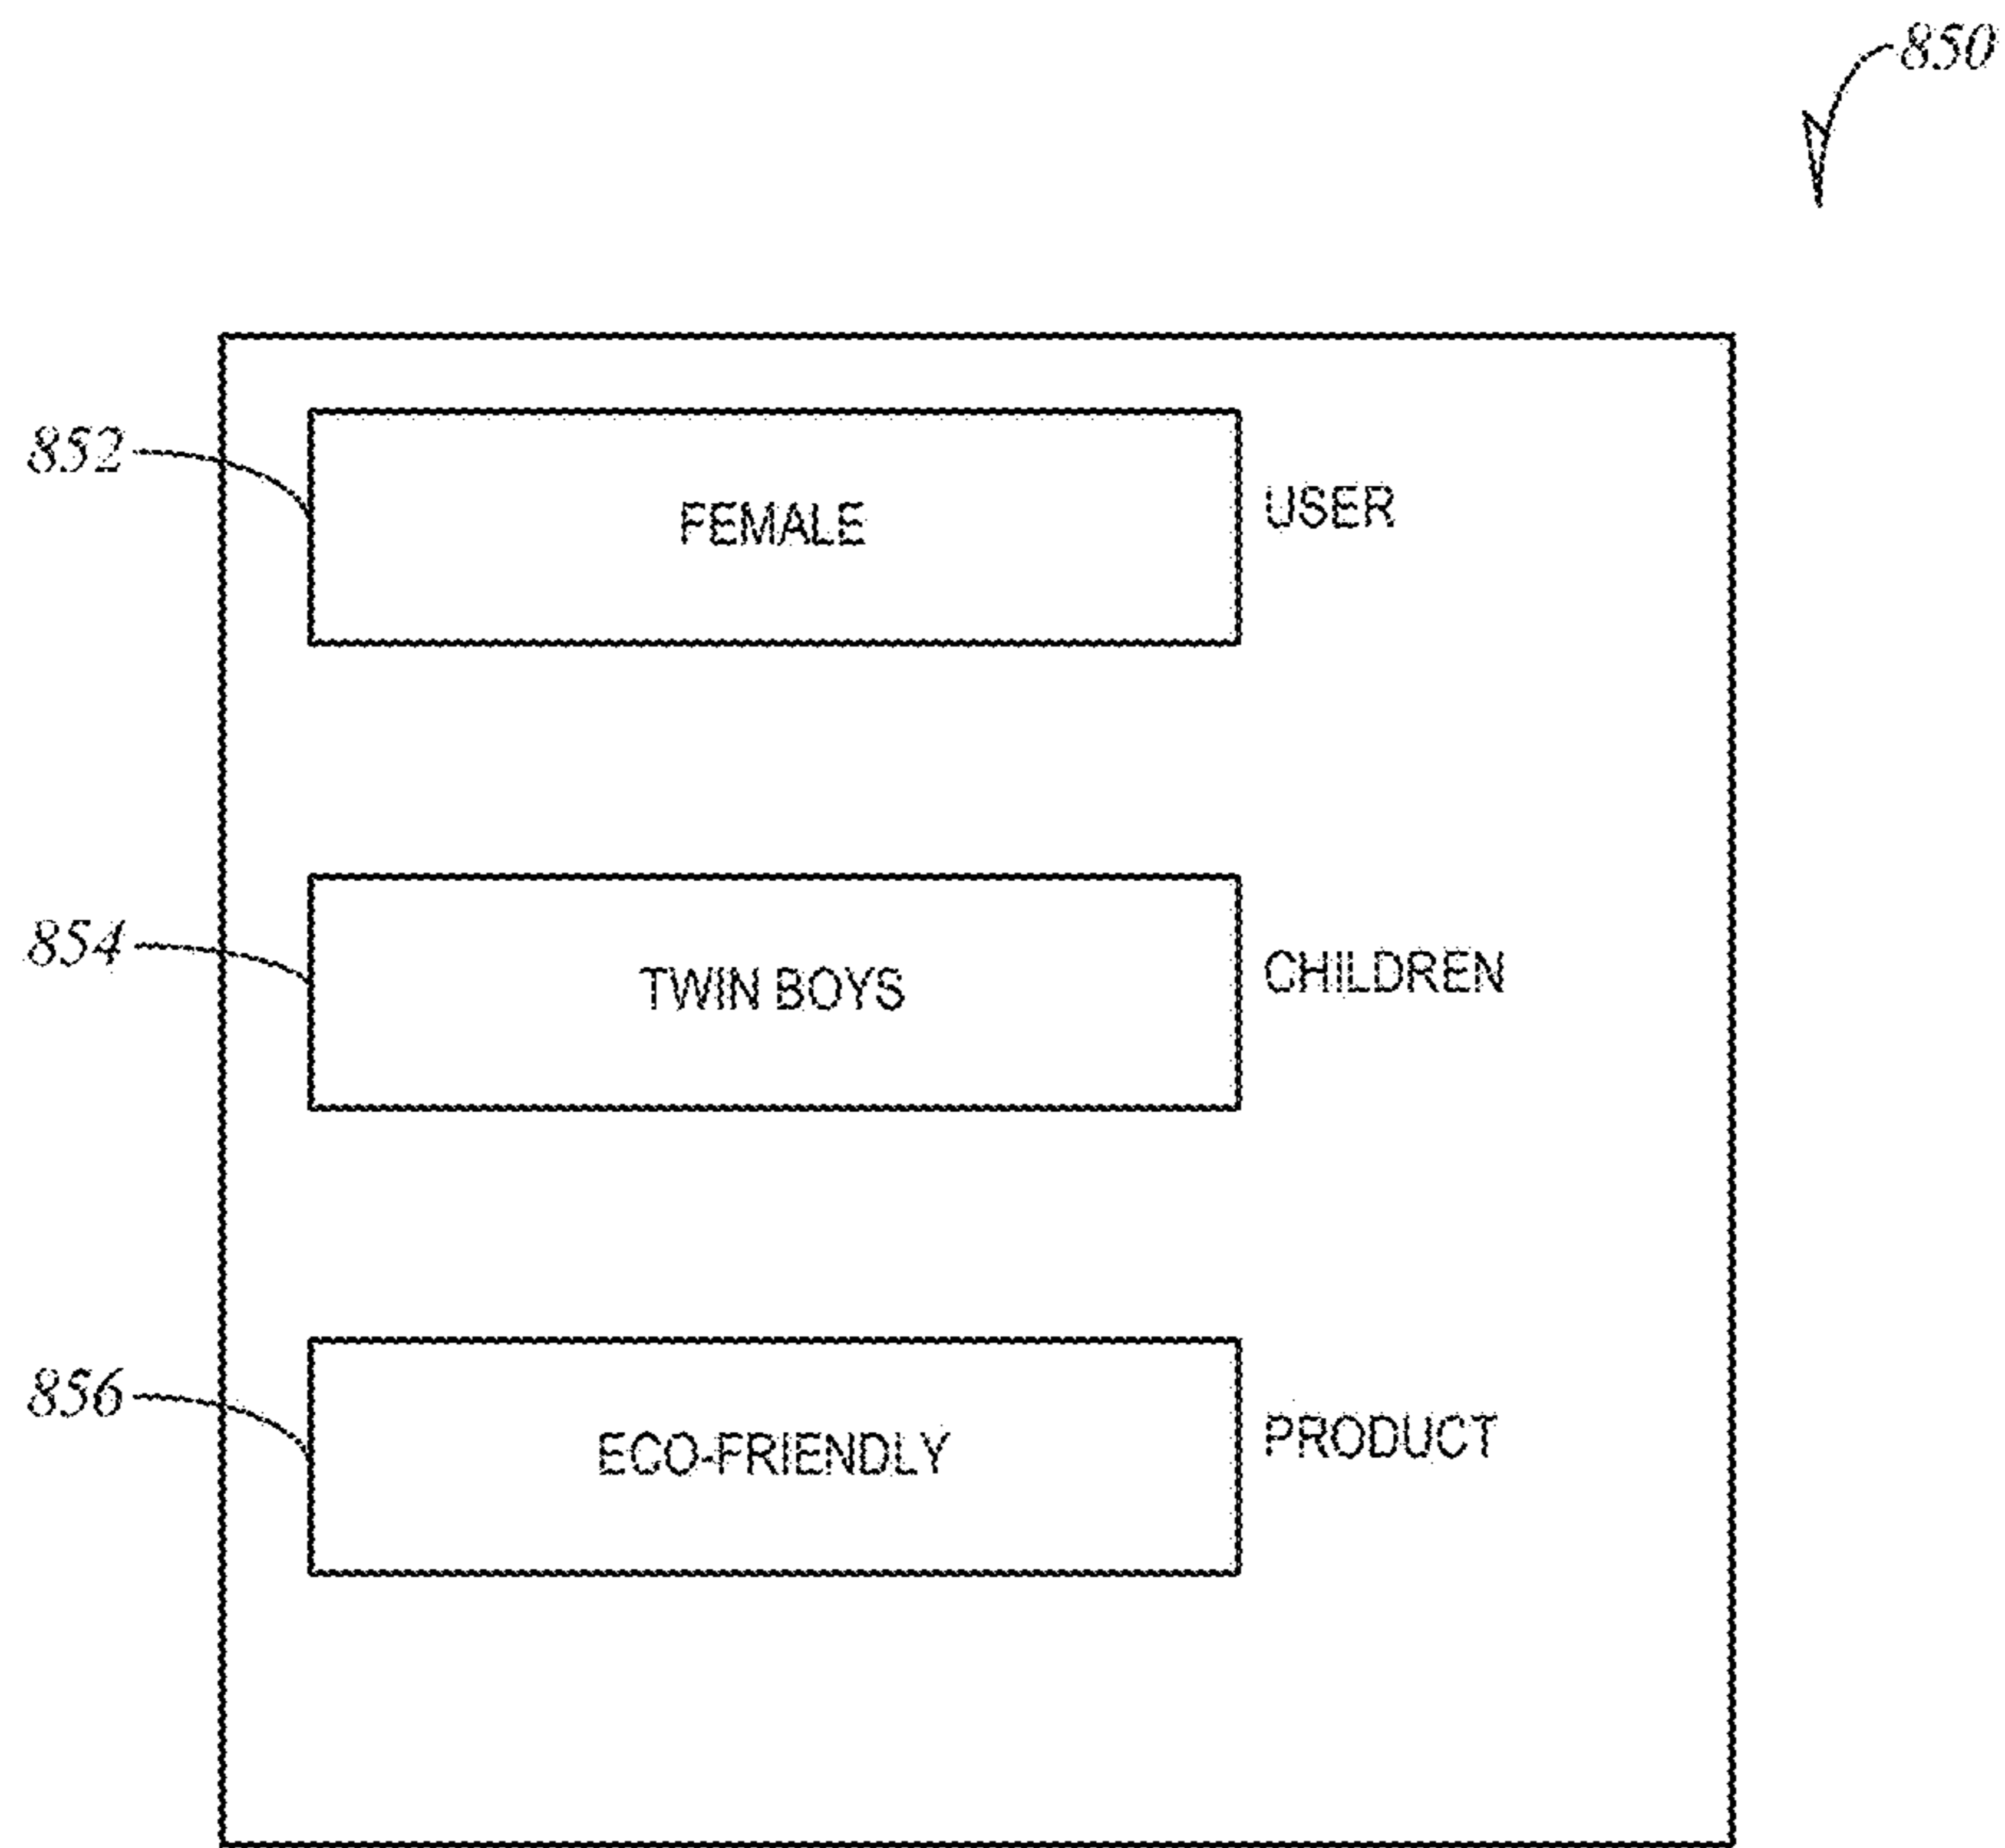 850
852
FEMALE
USER
854
TWIN BOYS
CHILDREN
856
ECO-FRIENDLY
PRODUCT